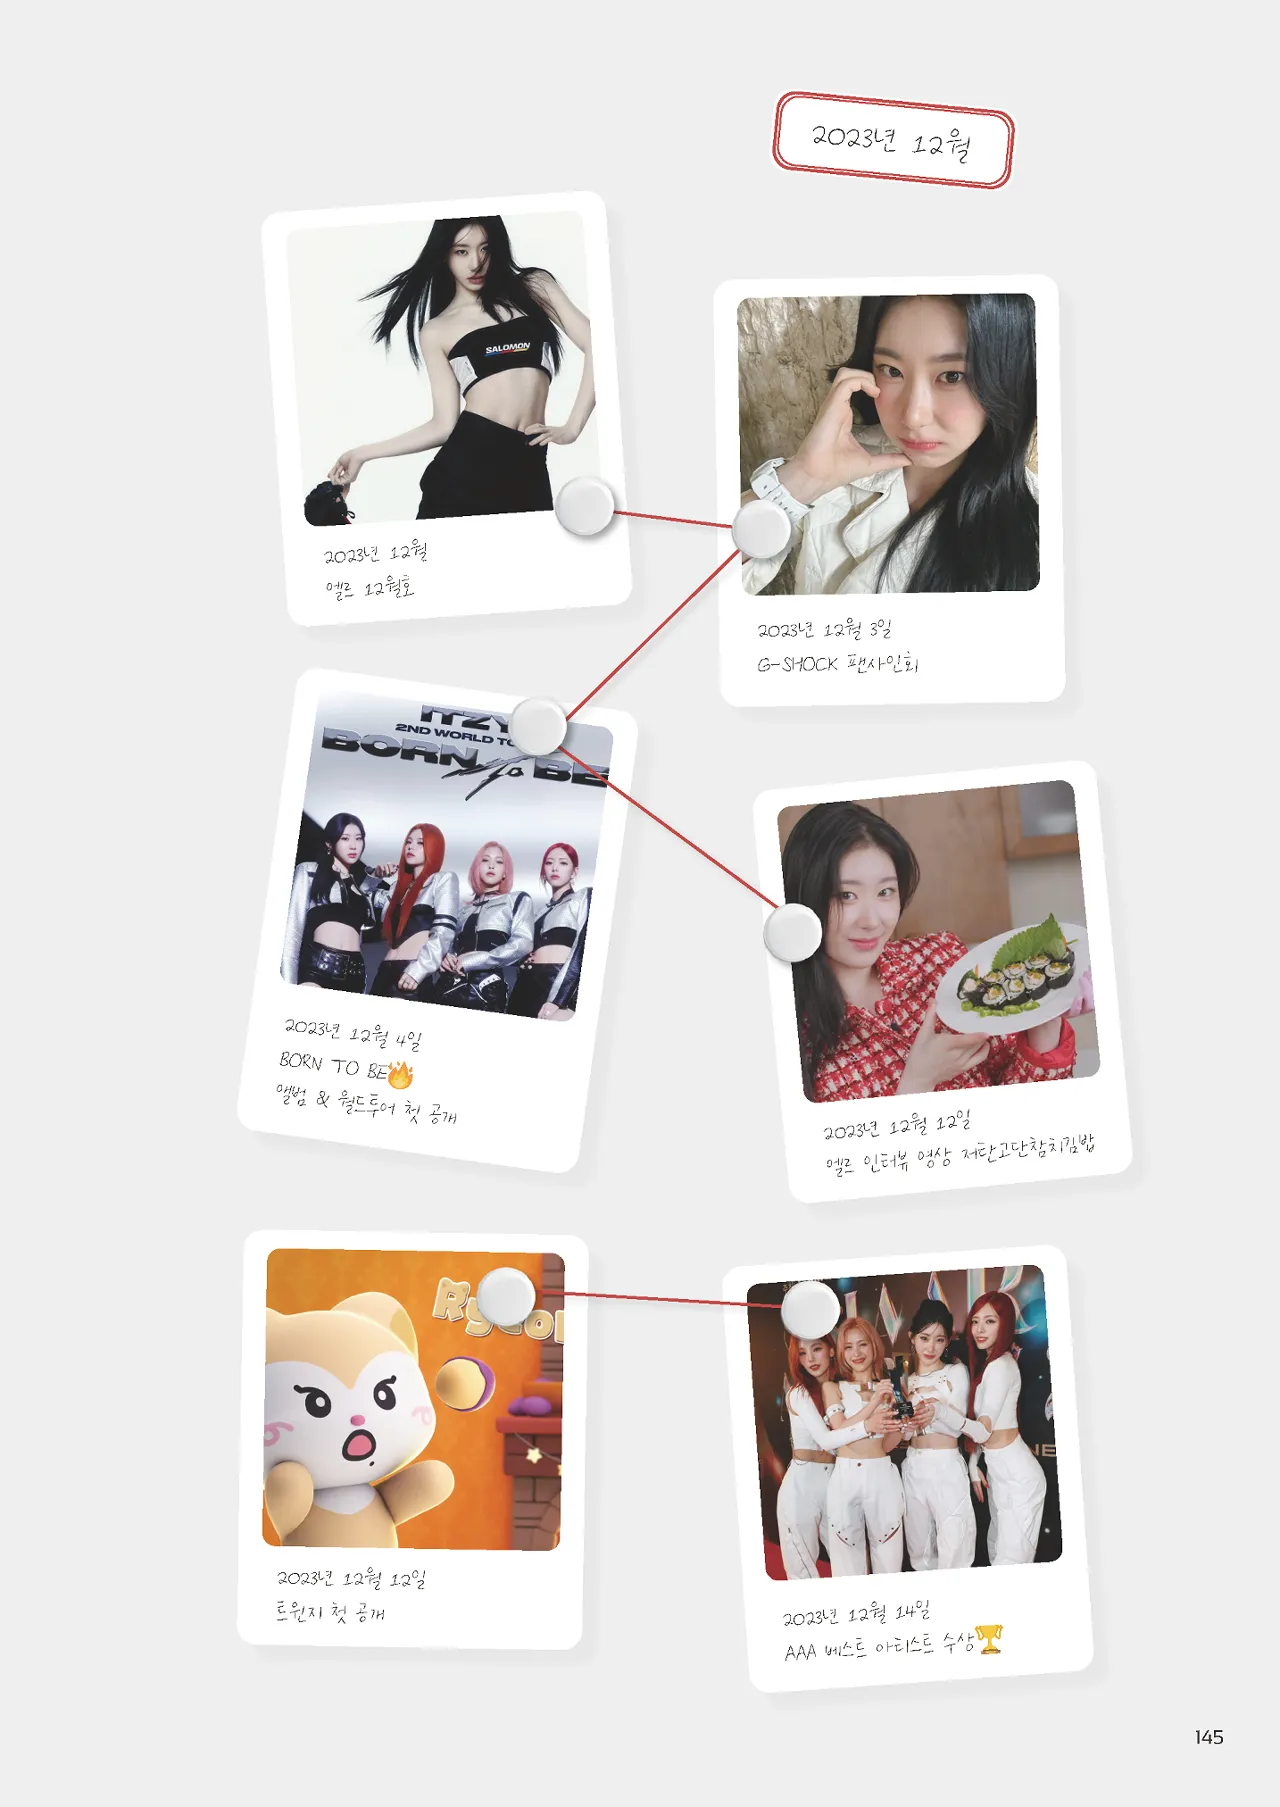 2023년 12월
SALOMON
2023년 12월
엘르 12월호
2023년 12월 3일
G-SHOCK 팬사인회
ITZY
2ND WORLD
BORN to BE
2023년 12월 4일
BORN TO BE🔥
앨범 & 월드투어 첫 공개
2023년 12월 12일
엘르 인터뷰 영상 저탄고단참치김밥
2023년 12월 12일
트윈지 첫 공개
2023년 12월 14일
AAA 베스트 아티스트 수상🏆
145